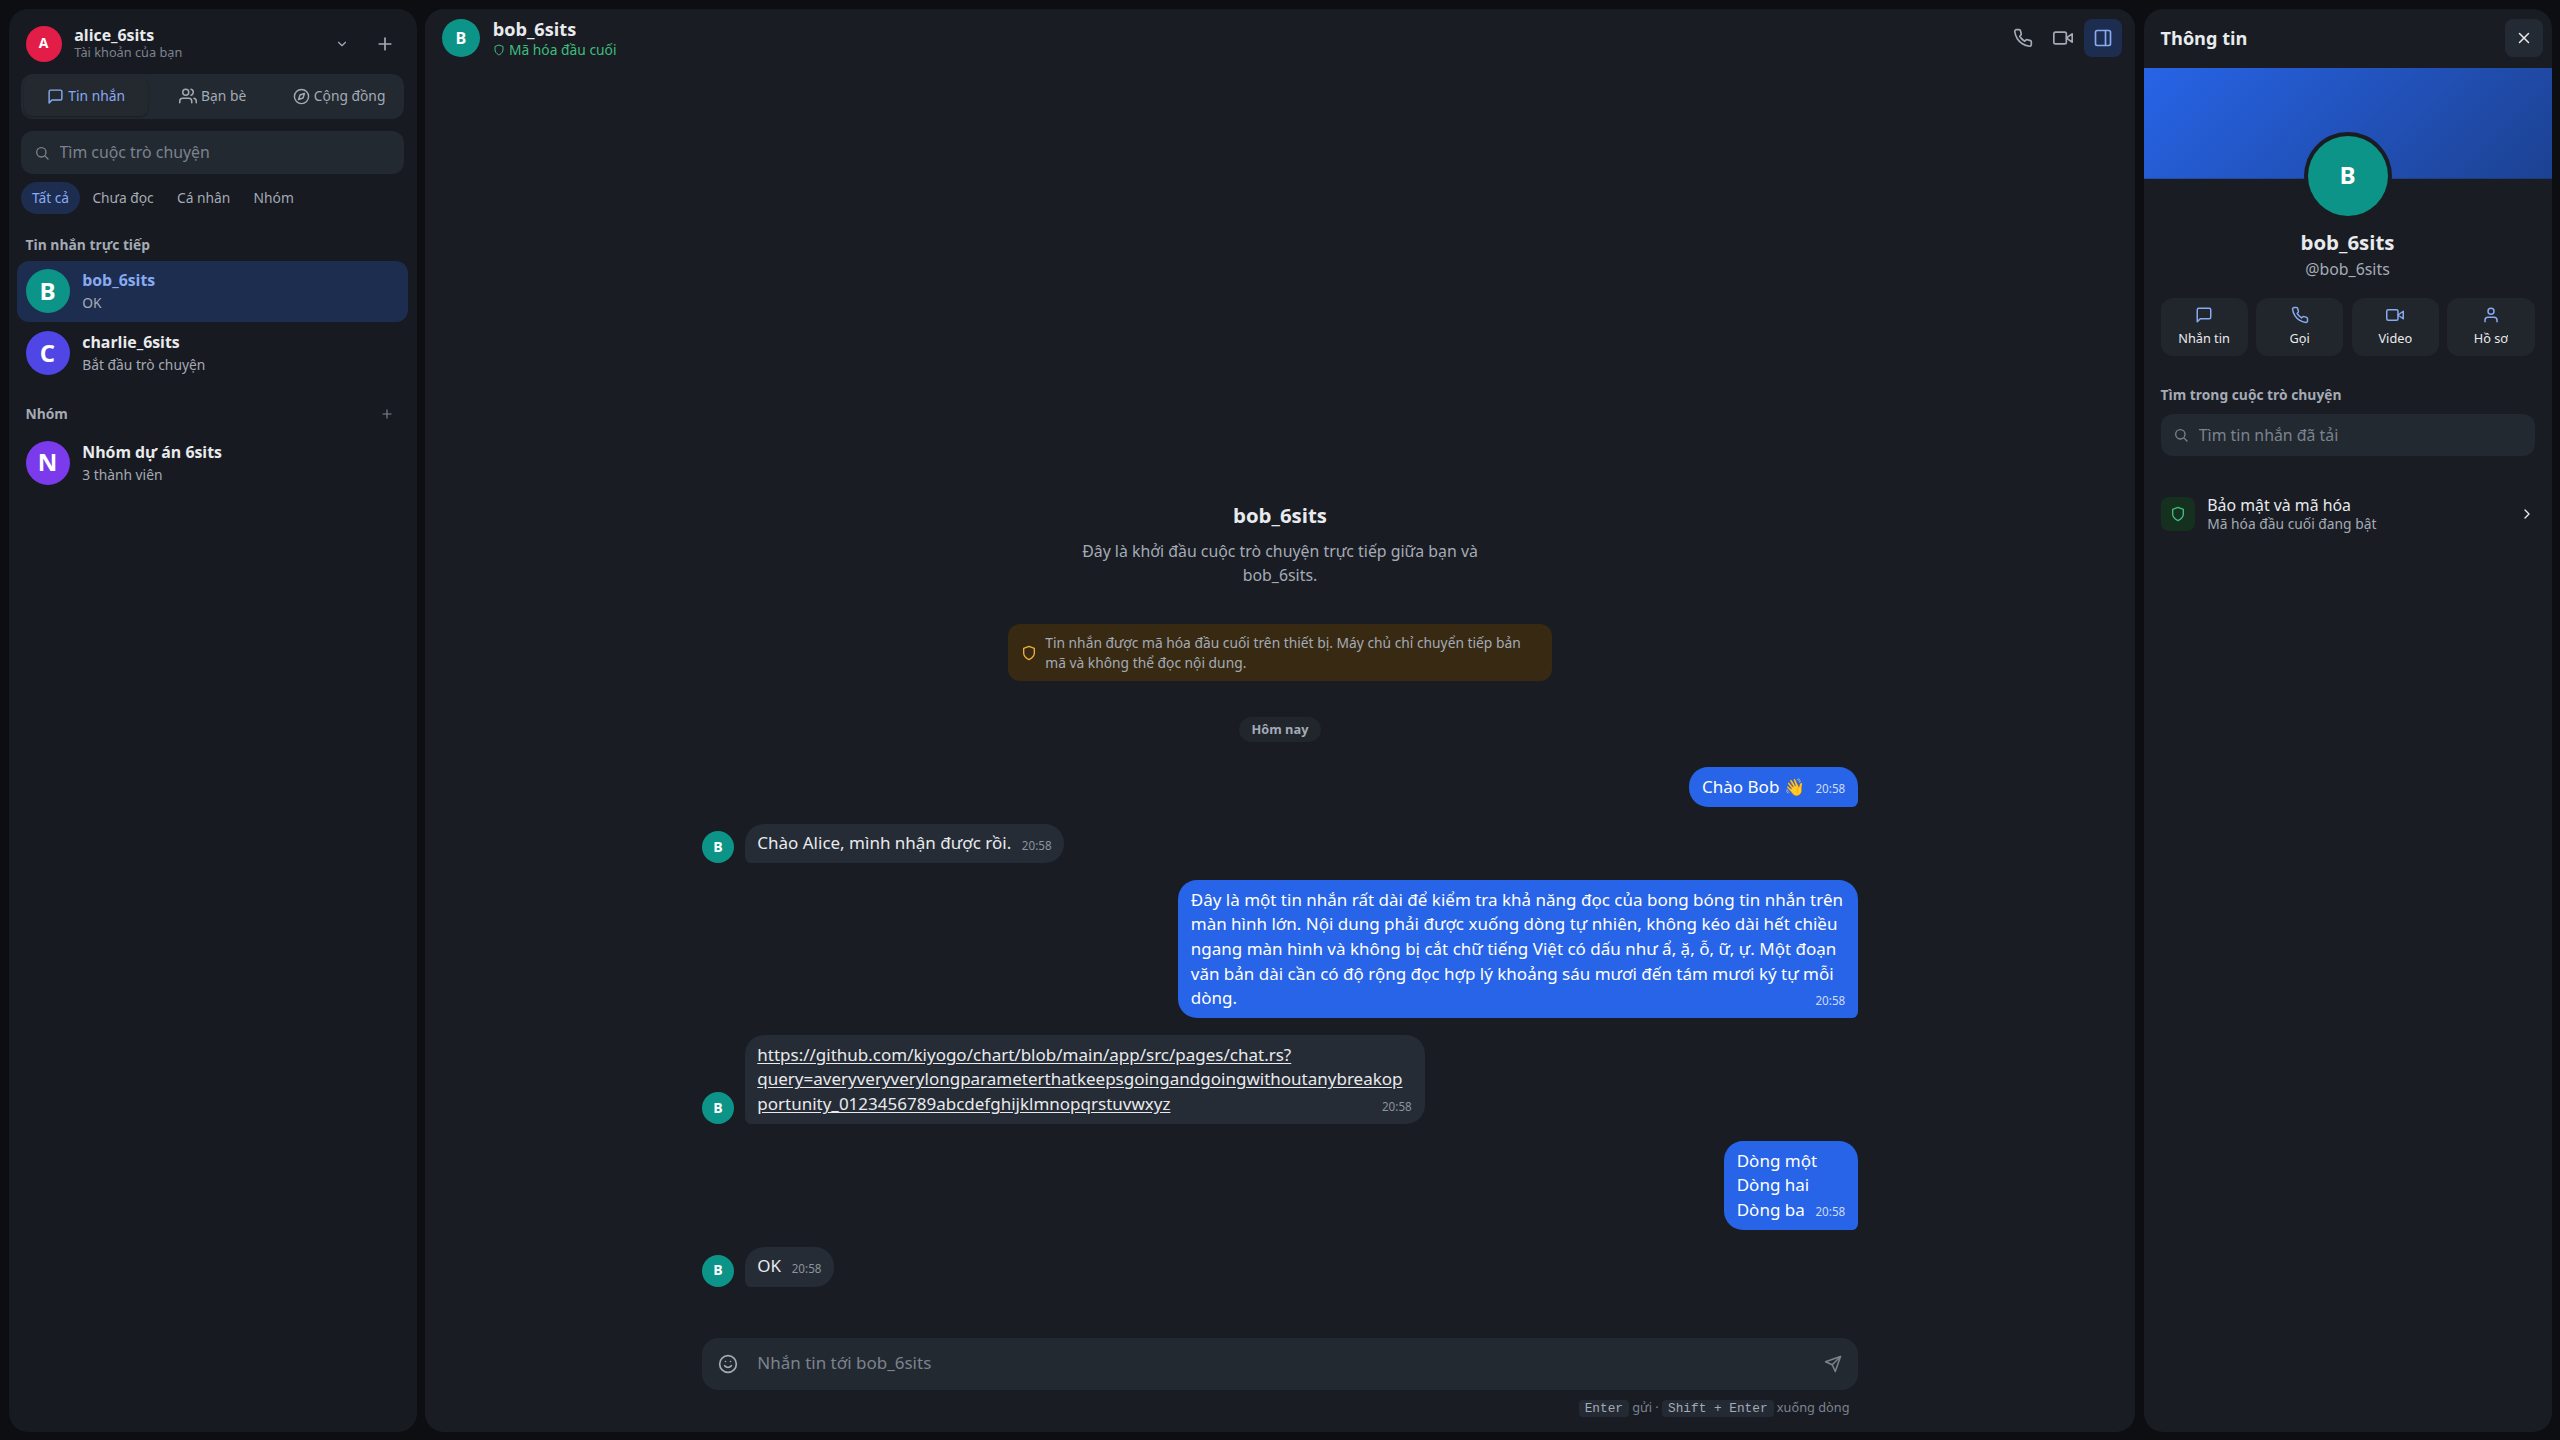 A
alice_6sits
Tài khoản của bạn
Tin nhắn
Bạn bè
Cộng đồng
Tìm cuộc trò chuyện
Tất cả
Chưa đọc
Cá nhân
Nhóm
Tin nhắn trực tiếp
B
bob_6sits
OK
C
charlie_6sits
Bắt đầu trò chuyện
Nhóm
N
Nhóm dự án 6sits
3 thành viên
B
bob_6sits
Mã hóa đầu cuối
bob_6sits
Đây là khởi đầu cuộc trò chuyện trực tiếp giữa bạn và
bob_6sits.
Tin nhắn được mã hóa đầu cuối trên thiết bị. Máy chủ chỉ chuyển tiếp bản
mã và không thể đọc nội dung.
Hôm nay
Chào Bob 👋 20:58
B
Chào Alice, mình nhận được rồi. 20:58
Đây là một tin nhắn rất dài để kiểm tra khả năng đọc của bong bóng tin nhắn trên
màn hình lớn. Nội dung phải được xuống dòng tự nhiên, không kéo dài hết chiều
ngang màn hình và không bị cắt chữ tiếng Việt có dấu như ẩ, ặ, ỗ, ữ, ự. Một đoạn
văn bản dài cần có độ rộng đọc hợp lý khoảng sáu mươi đến tám mươi ký tự mỗi
dòng. 20:58
https://github.com/kiyogo/chart/blob/main/app/src/pages/chat.rs?
query=averyveryverylongparameterthatkeepsgoingandgoingwithoutanybreakop
portunity_0123456789abcdefghijklmnopqrstuvwxyz 20:58
B
Dòng một
Dòng hai
Dòng ba 20:58
B
OK 20:58
Nhắn tin tới bob_6sits
Enter gửi · Shift + Enter xuống dòng
Thông tin
B
bob_6sits
@bob_6sits
Nhắn tin
Gọi
Video
Hồ sơ
Tìm trong cuộc trò chuyện
Tìm tin nhắn đã tải
Bảo mật và mã hóa
Mã hóa đầu cuối đang bật